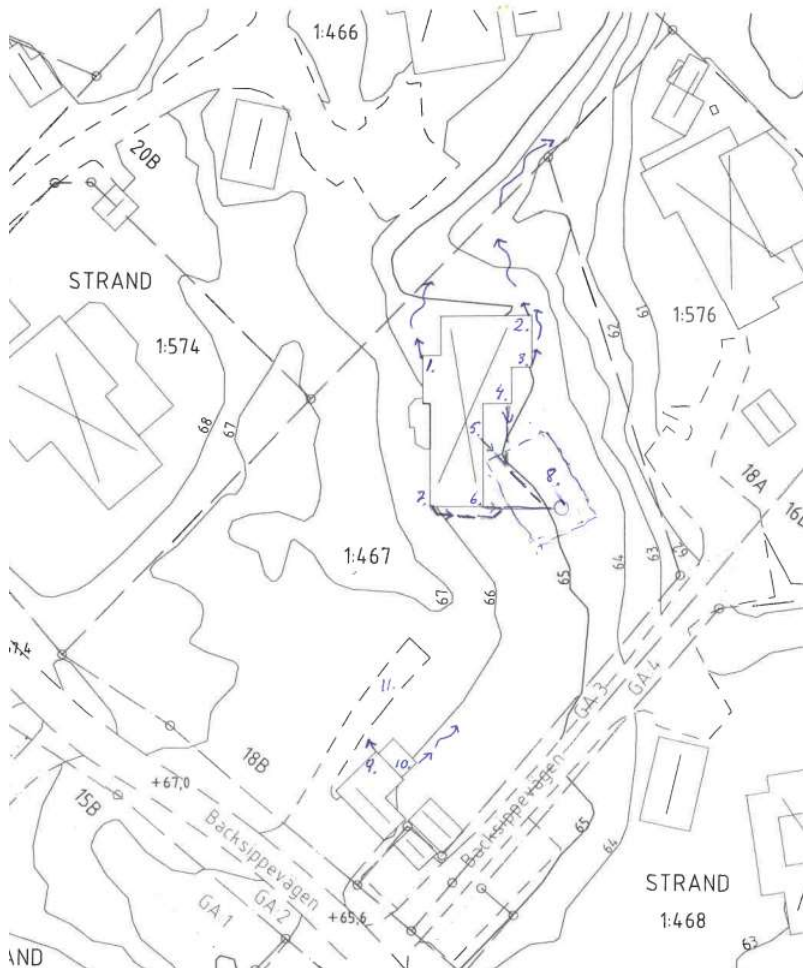 1:466
20B
STRAND
1:574
1:576
61
62
68
67
1.
2.
3.
4.
5.
6.
7.
8.
18A
1:467
67
66
65
64
63
62
11.
GA 3
GA 4
9.
10.
18B
+67,0
15B
Backsippevägen
Backsippevägen
GA 1
GA 2
+65,6
65
64
STRAND
1:468
63